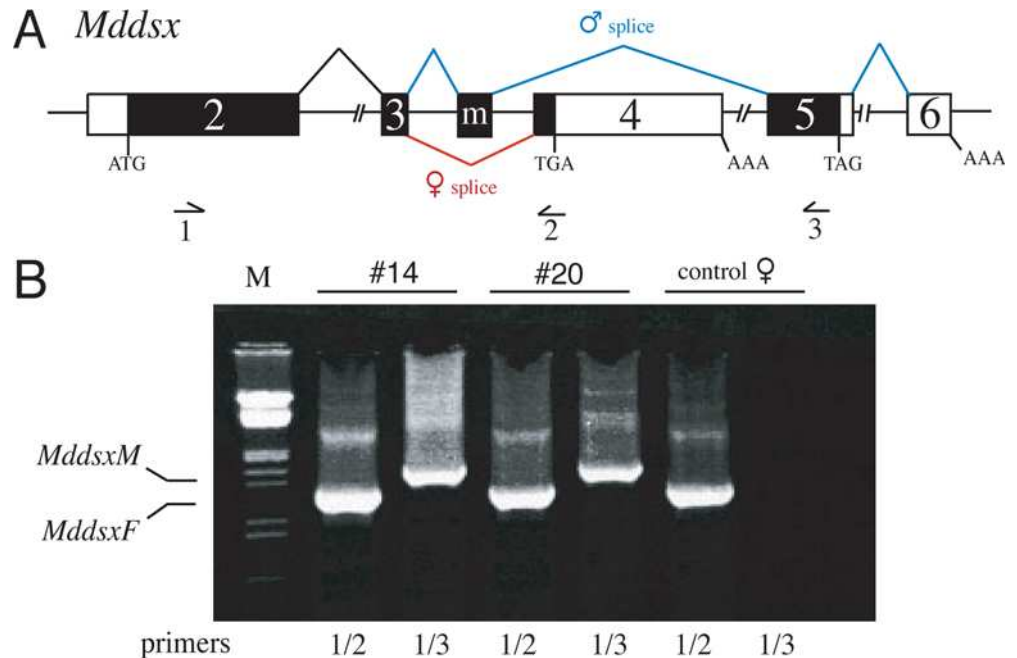 A Mddsx
♂ splice
2 3 m 4 5 6
ATG TGA AAA TAG AAA
♀ splice
1 2 3
B M #14 #20 control ♀
MddsxM
MddsxF
primers 1/2 1/3 1/2 1/3 1/2 1/3